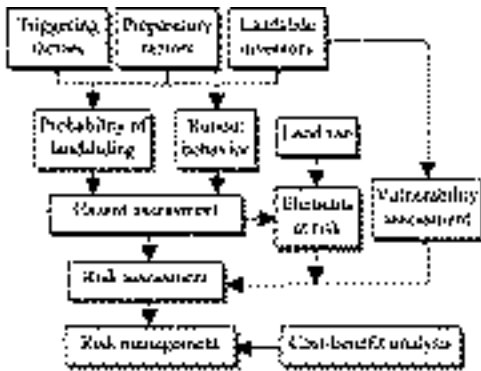 Triggering
factors
Preparatory
factors
Landslide
inventory
Probability of
landsliding
Runout
behavior
Land use
Hazard assessment
Elements
at risk
Vulnerability
assessment
Risk assessment
Risk management
Cost-benefit analysis